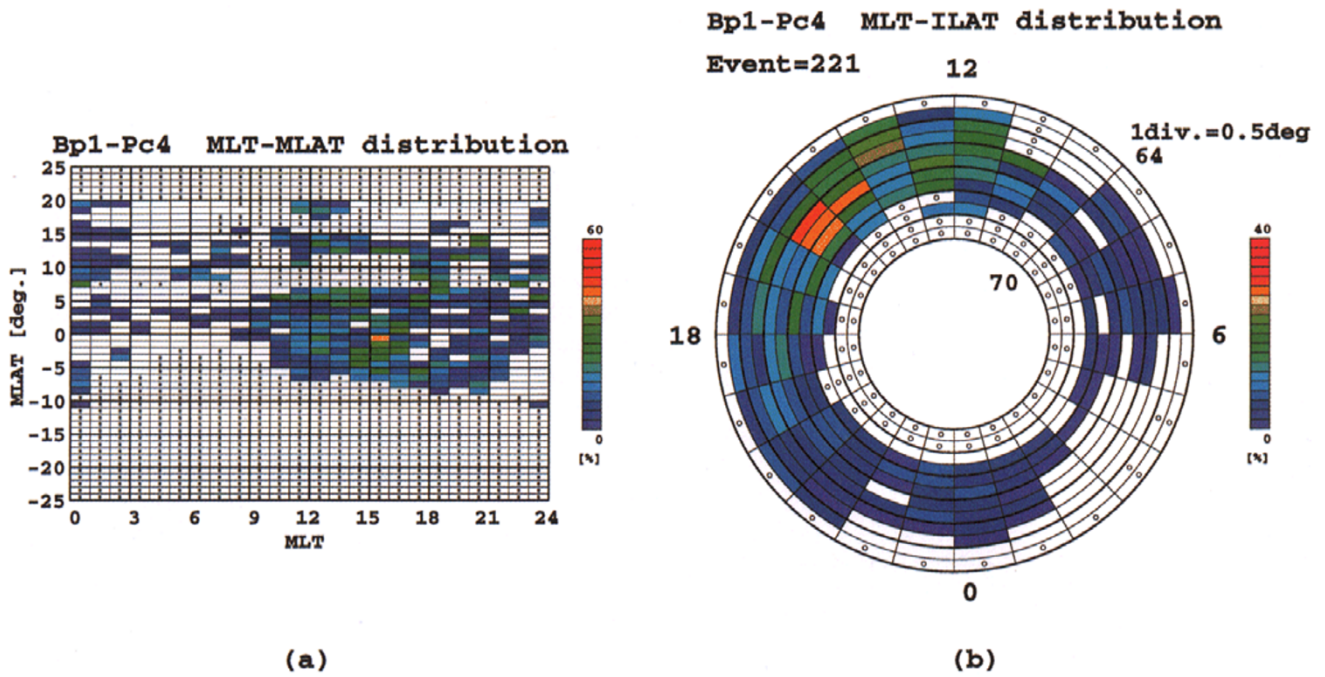 Bp1-Pc4 MLT-MLAT distribution
25
20
15
10
5
0
-5
-10
-15
-20
-25
MLAT [deg.]
0 3 6 9 12 15 18 21 24
MLT
60
0
[%]
(a)
Bp1-Pc4 MLT-ILAT distribution
Event=221
12
1div.=0.5deg
64
70
18
6
0
40
0
[%]
(b)